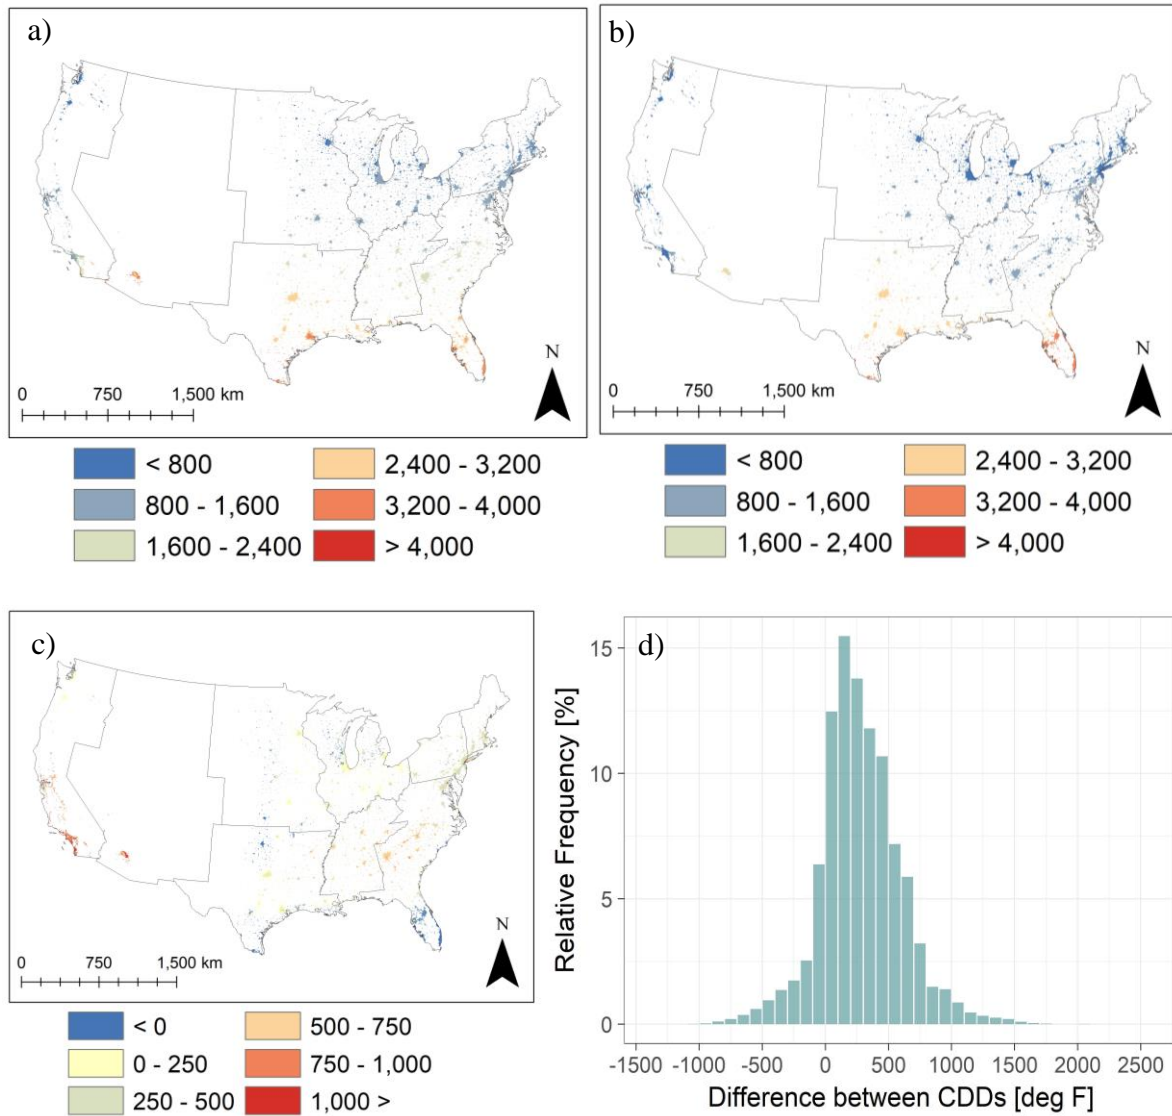 a)
N
0 750 1,500 km
< 800 2,400 - 3,200
800 - 1,600 3,200 - 4,000
1,600 - 2,400 > 4,000
b)
N
0 750 1,500 km
< 800 2,400 - 3,200
800 - 1,600 3,200 - 4,000
1,600 - 2,400 > 4,000
c)
N
0 750 1,500 km
< 0 500 - 750
0 - 250 750 - 1,000
250 - 500 1,000 >
d)
Relative Frequency [%]
15
10
5
0
-1500 -1000 -500 0 500 1000 1500 2000 2500
Difference between CDDs [deg F]